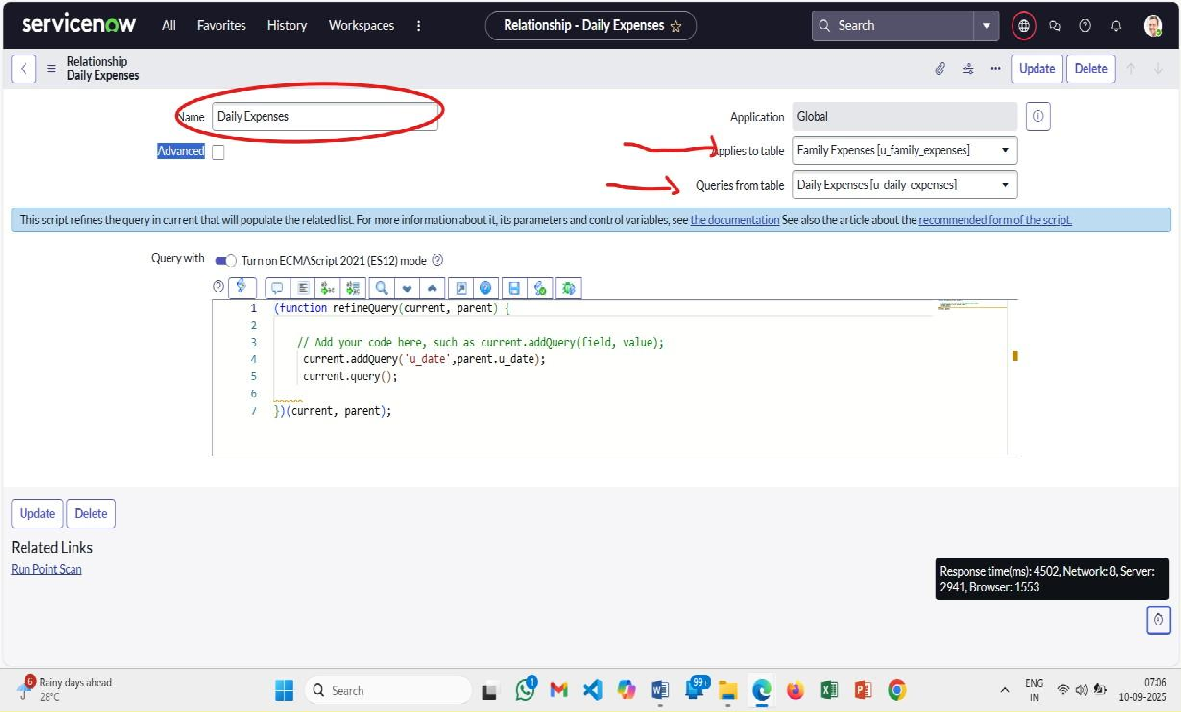 servicenow All Favorites History Workspaces Relationship - Daily Expenses Search
Relationship
Daily Expenses
Update Delete
Name Daily Expenses
Application Global
Advanced
Applies to table Family Expenses [u_family_expenses]
Queries from table Daily Expenses [u_daily_expenses]
This script refines the query in current that will populate the related list. For more information about it, its parameters and control variables, see the documentation See also the article about the recommended form of the script.
Query with Turn on ECMAScript 2021 (ES12) mode
1 (function refineQuery(current, parent) {
2
3 // Add your code here, such as current.addQuery(field, value);
4 current.addQuery('u_date',parent.u_date);
5 current.query();
6
7 })(current, parent);
Update Delete
Related Links
Run Point Scan
Response time(ms): 4502, Network: 8, Server:
2941, Browser: 1553
6 Rainy days ahead
28°C
Search
1
99+
ENG
IN
07:06
10-09-2025